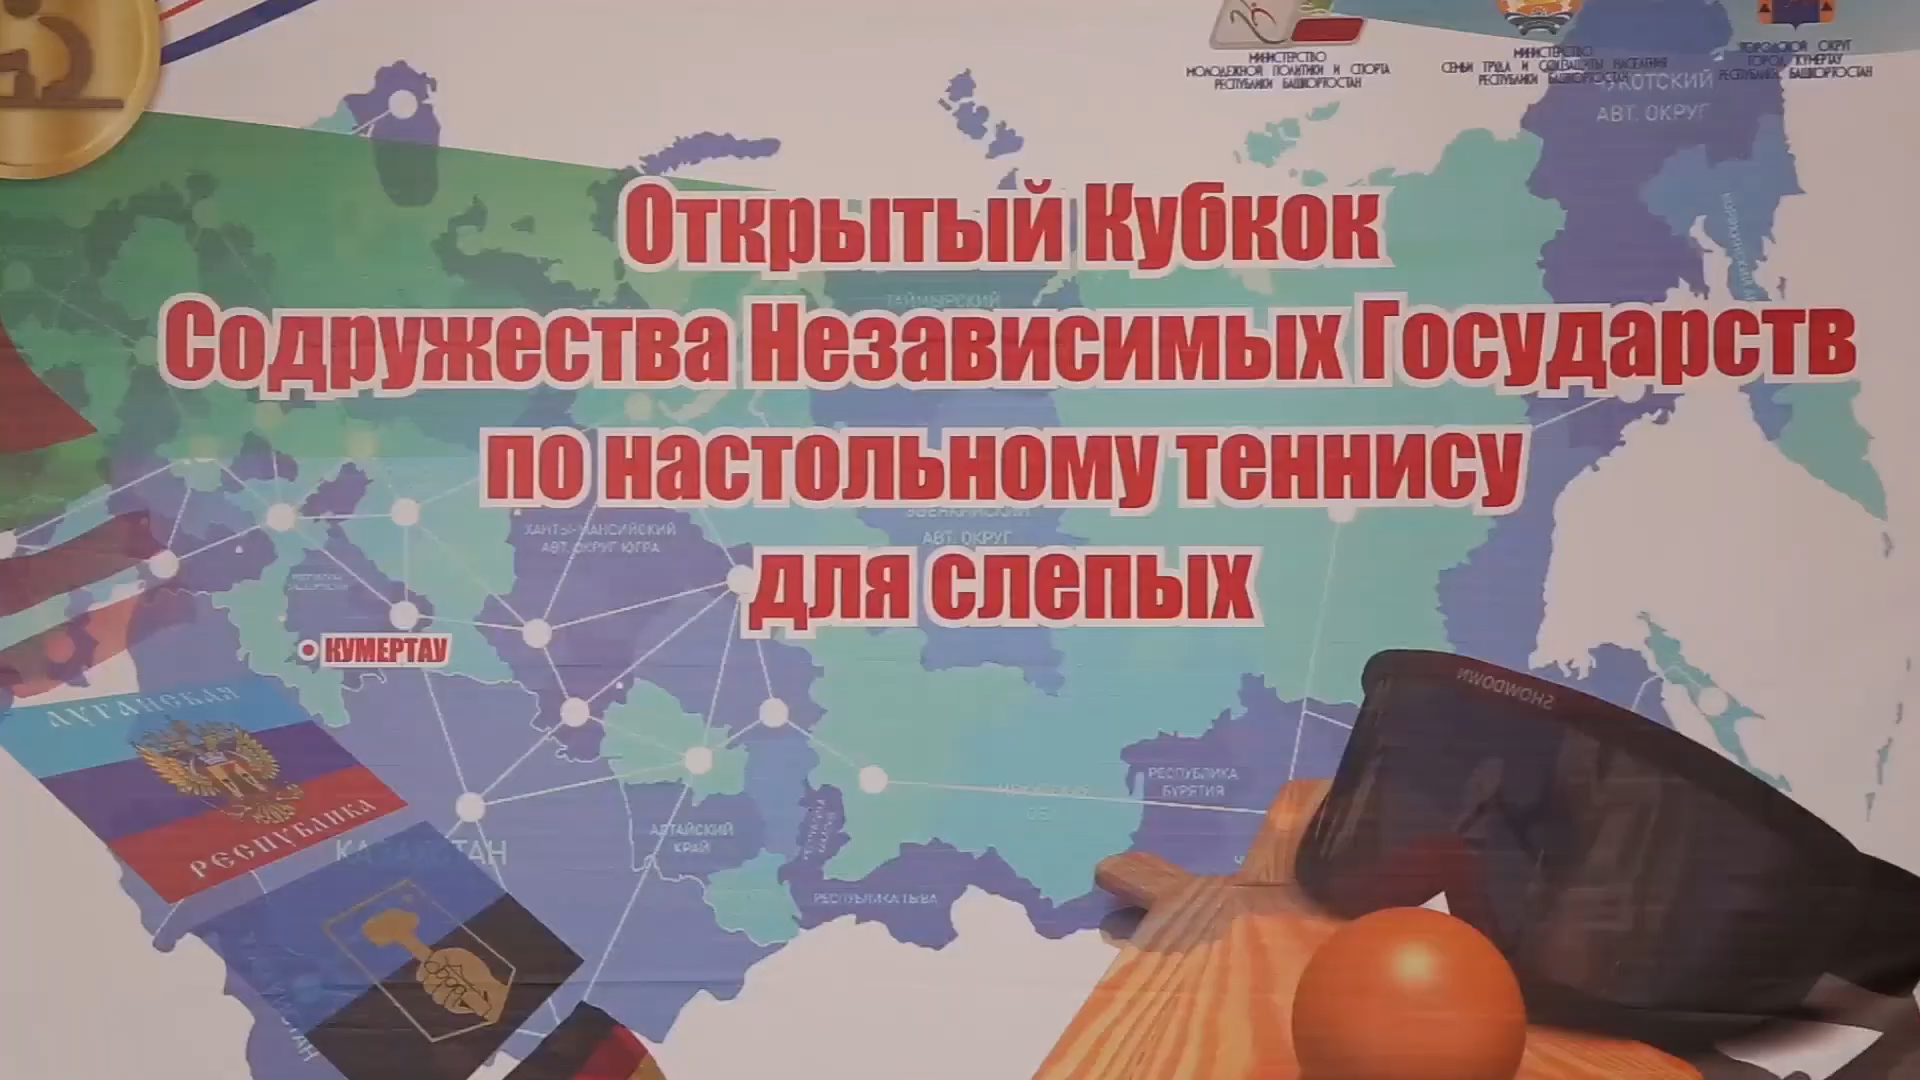 МИНИСТЕРСТВО
МОЛОДЕЖНОЙ ПОЛИТИКИ И СПОРТА
РЕСПУБЛИКИ БАШКОРТОСТАН
МИНИСТЕРСТВО
СЕМЬИ ТРУДА И СОЦЗАЩИТЫ НАСЕЛЕНИЯ
РЕСПУБЛИКИ БАШКОРТОСТАН
ГОРОДСКОЙ ОКРУГ
ГОРОД КУМЕРТАУ
РЕСПУБЛИКИ БАШКОРТОСТАН
ЧУКОТСКИЙ
АВТ. ОКРУГ
Открытый Кубкок
ТАЙМЫРСКИЙ
Содружества Независимых Государств
по настольному теннису
ХАНТЫ-МАНСИЙСКИЙ
АВТ. ОКРУГ ЮГРА
ЭВЕНКИЙСКИЙ
АВТ. ОКРУГ
для слепых
КУМЕРТАУ
SHOWDOWN
ЛУГАНСКАЯ
РЕСПУБЛИКА
КАЗАХСТАН
АЛТАЙСКИЙ
КРАЙ
РЕСПУБЛИКА
БУРЯТИЯ
РЕСПУБЛИКА ТЫВА